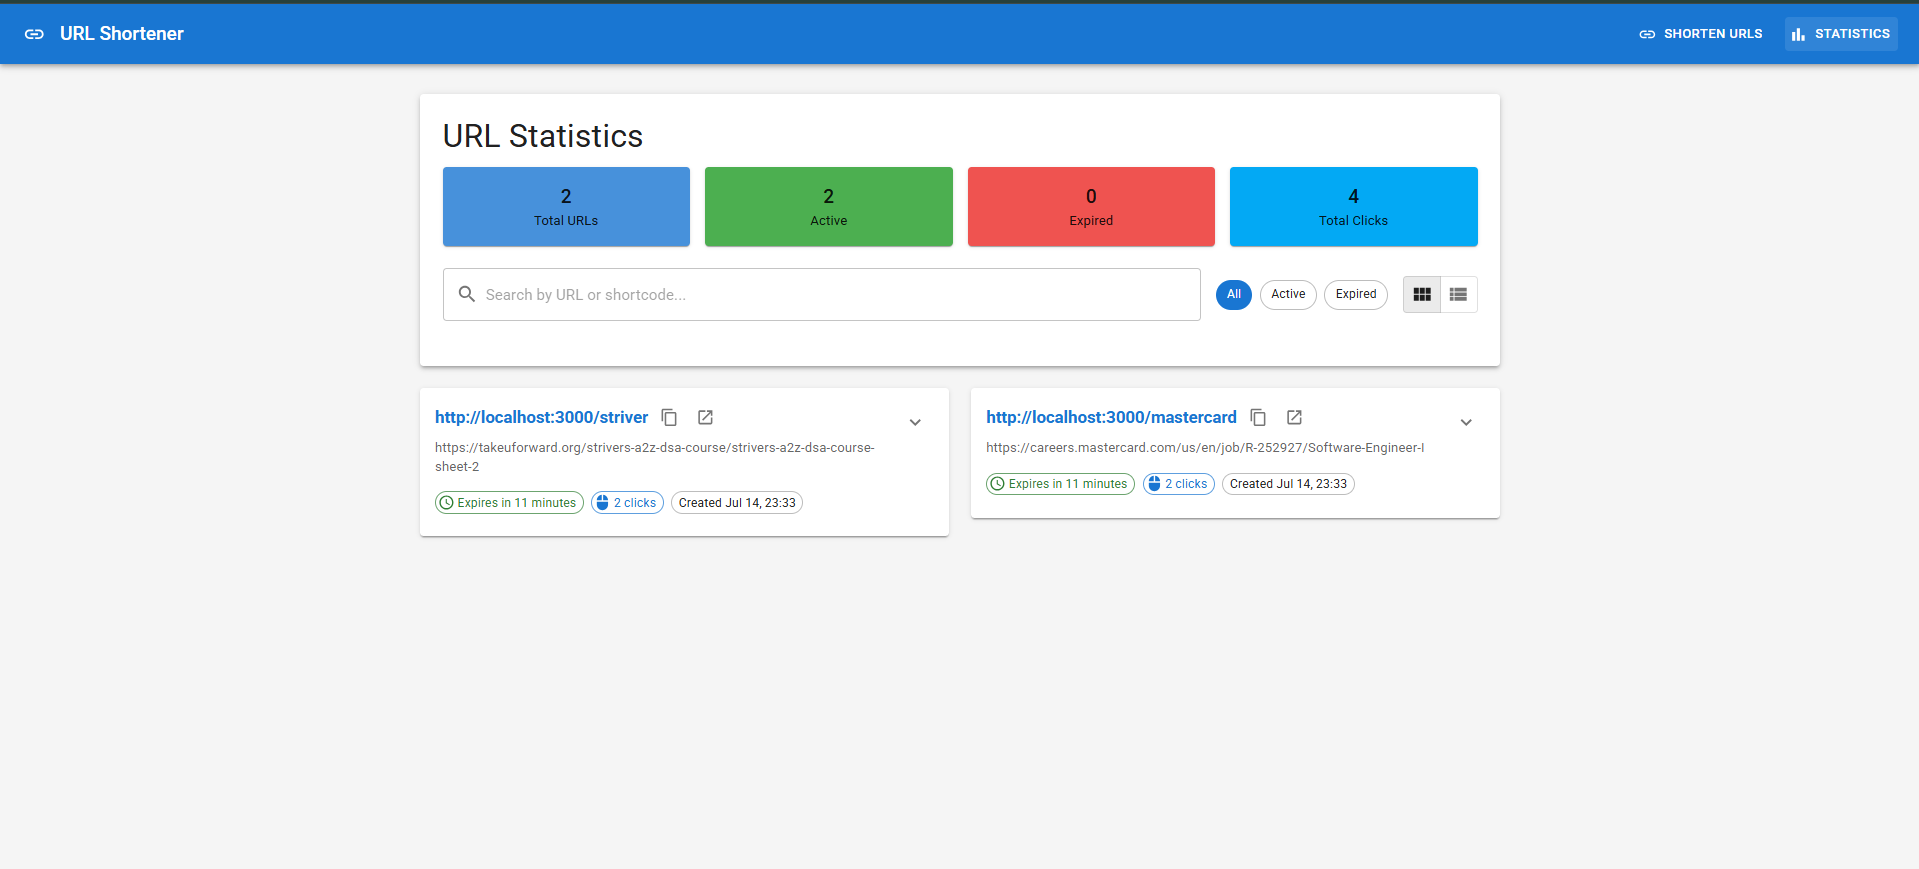 URL Shortener
SHORTEN URLS
STATISTICS
URL Statistics
2
Total URLs
2
Active
0
Expired
4
Total Clicks
Search by URL or shortcode...
All
Active
Expired
http://localhost:3000/striver
https://takeuforward.org/strivers-a2z-dsa-course/strivers-a2z-dsa-course-
sheet-2
Expires in 11 minutes
2 clicks
Created Jul 14, 23:33
http://localhost:3000/mastercard
https://careers.mastercard.com/us/en/job/R-252927/Software-Engineer-I
Expires in 11 minutes
2 clicks
Created Jul 14, 23:33